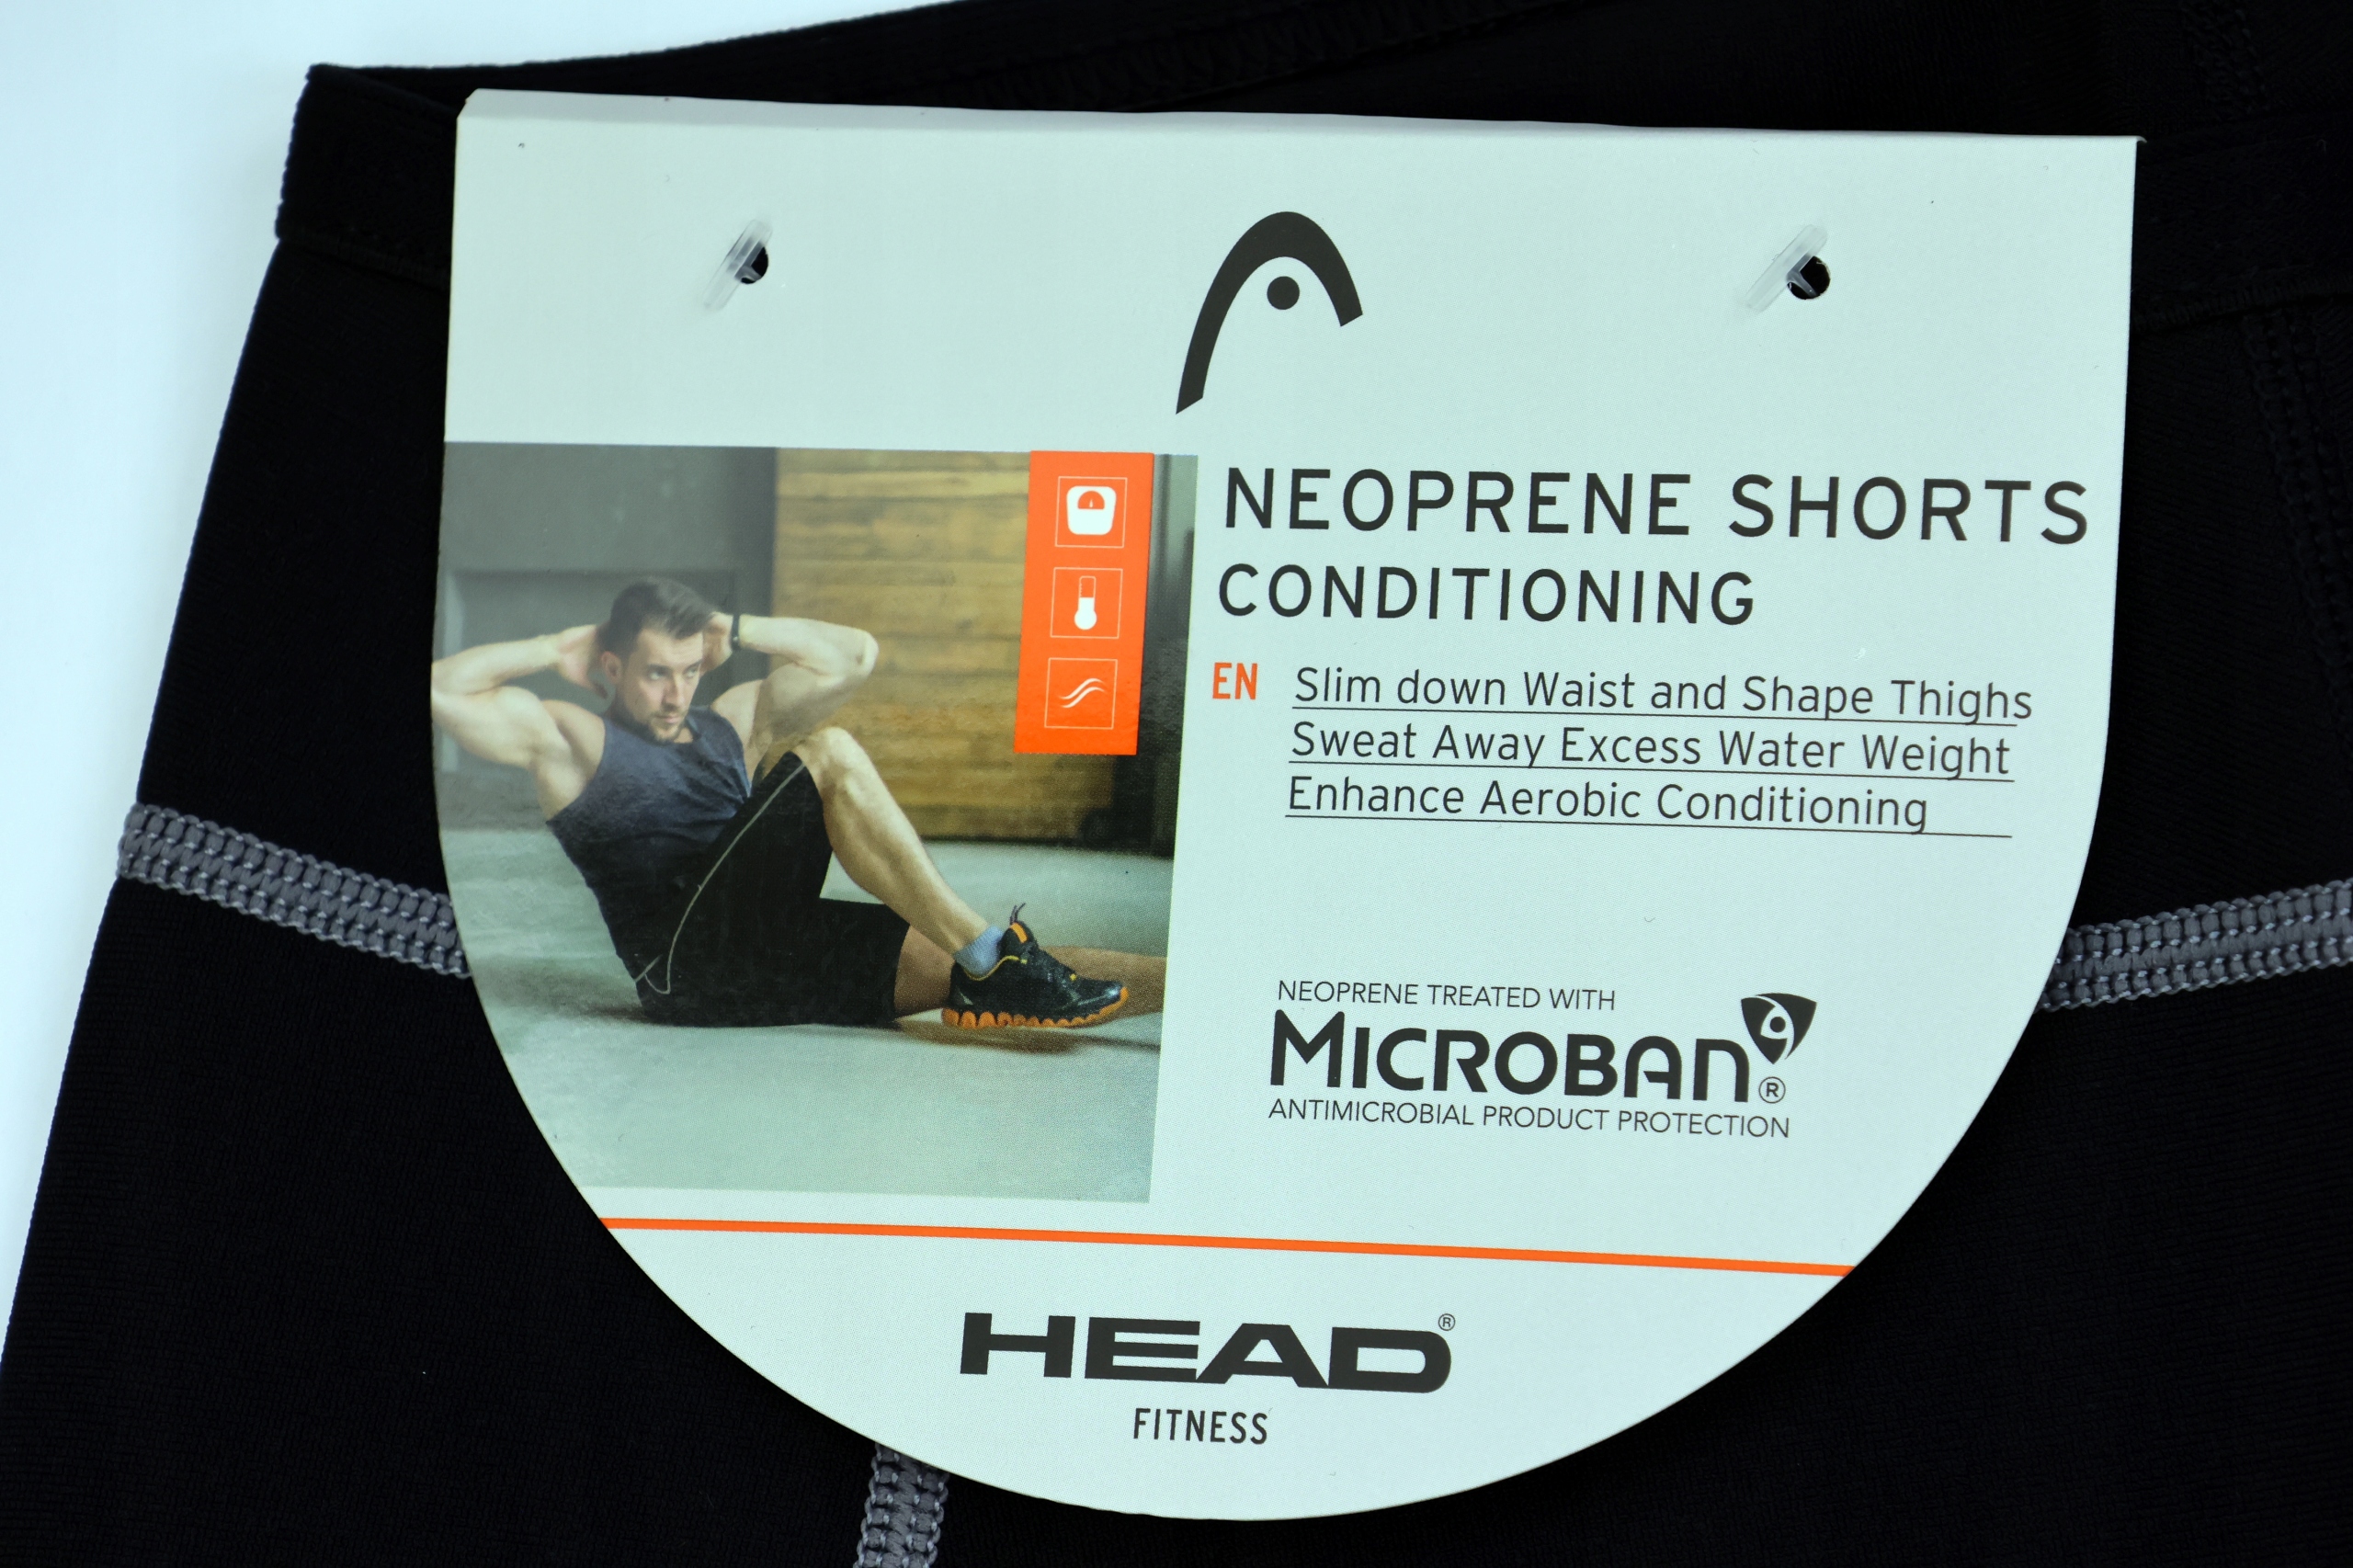 NEOPRENE SHORTS
CONDITIONING
EN Slim down Waist and Shape Thighs
Sweat Away Excess Water Weight
Enhance Aerobic Conditioning
NEOPRENE TREATED WITH
MICROBAN®
ANTIMICROBIAL PRODUCT PROTECTION
HEAD®
FITNESS